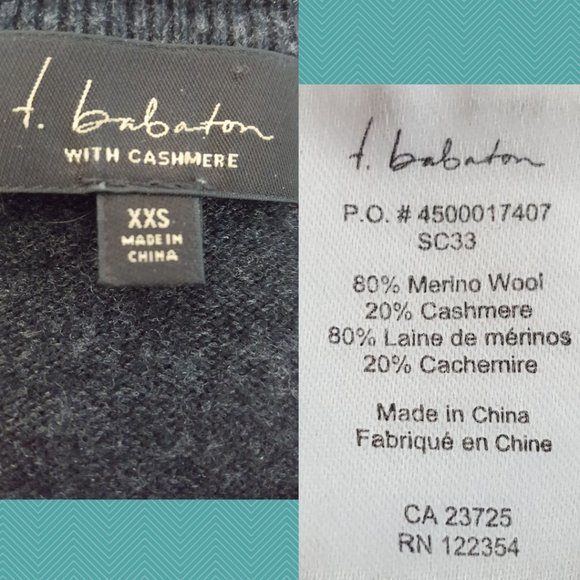 t. babaton
WITH CASHMERE
XXS
MADE IN
CHINA
t. babaton
P.O. # 4500017407
SC33
80% Merino Wool
20% Cashmere
80% Laine de mérinos
20% Cachemire
Made in China
Fabriqué en Chine
CA 23725
RN 122354